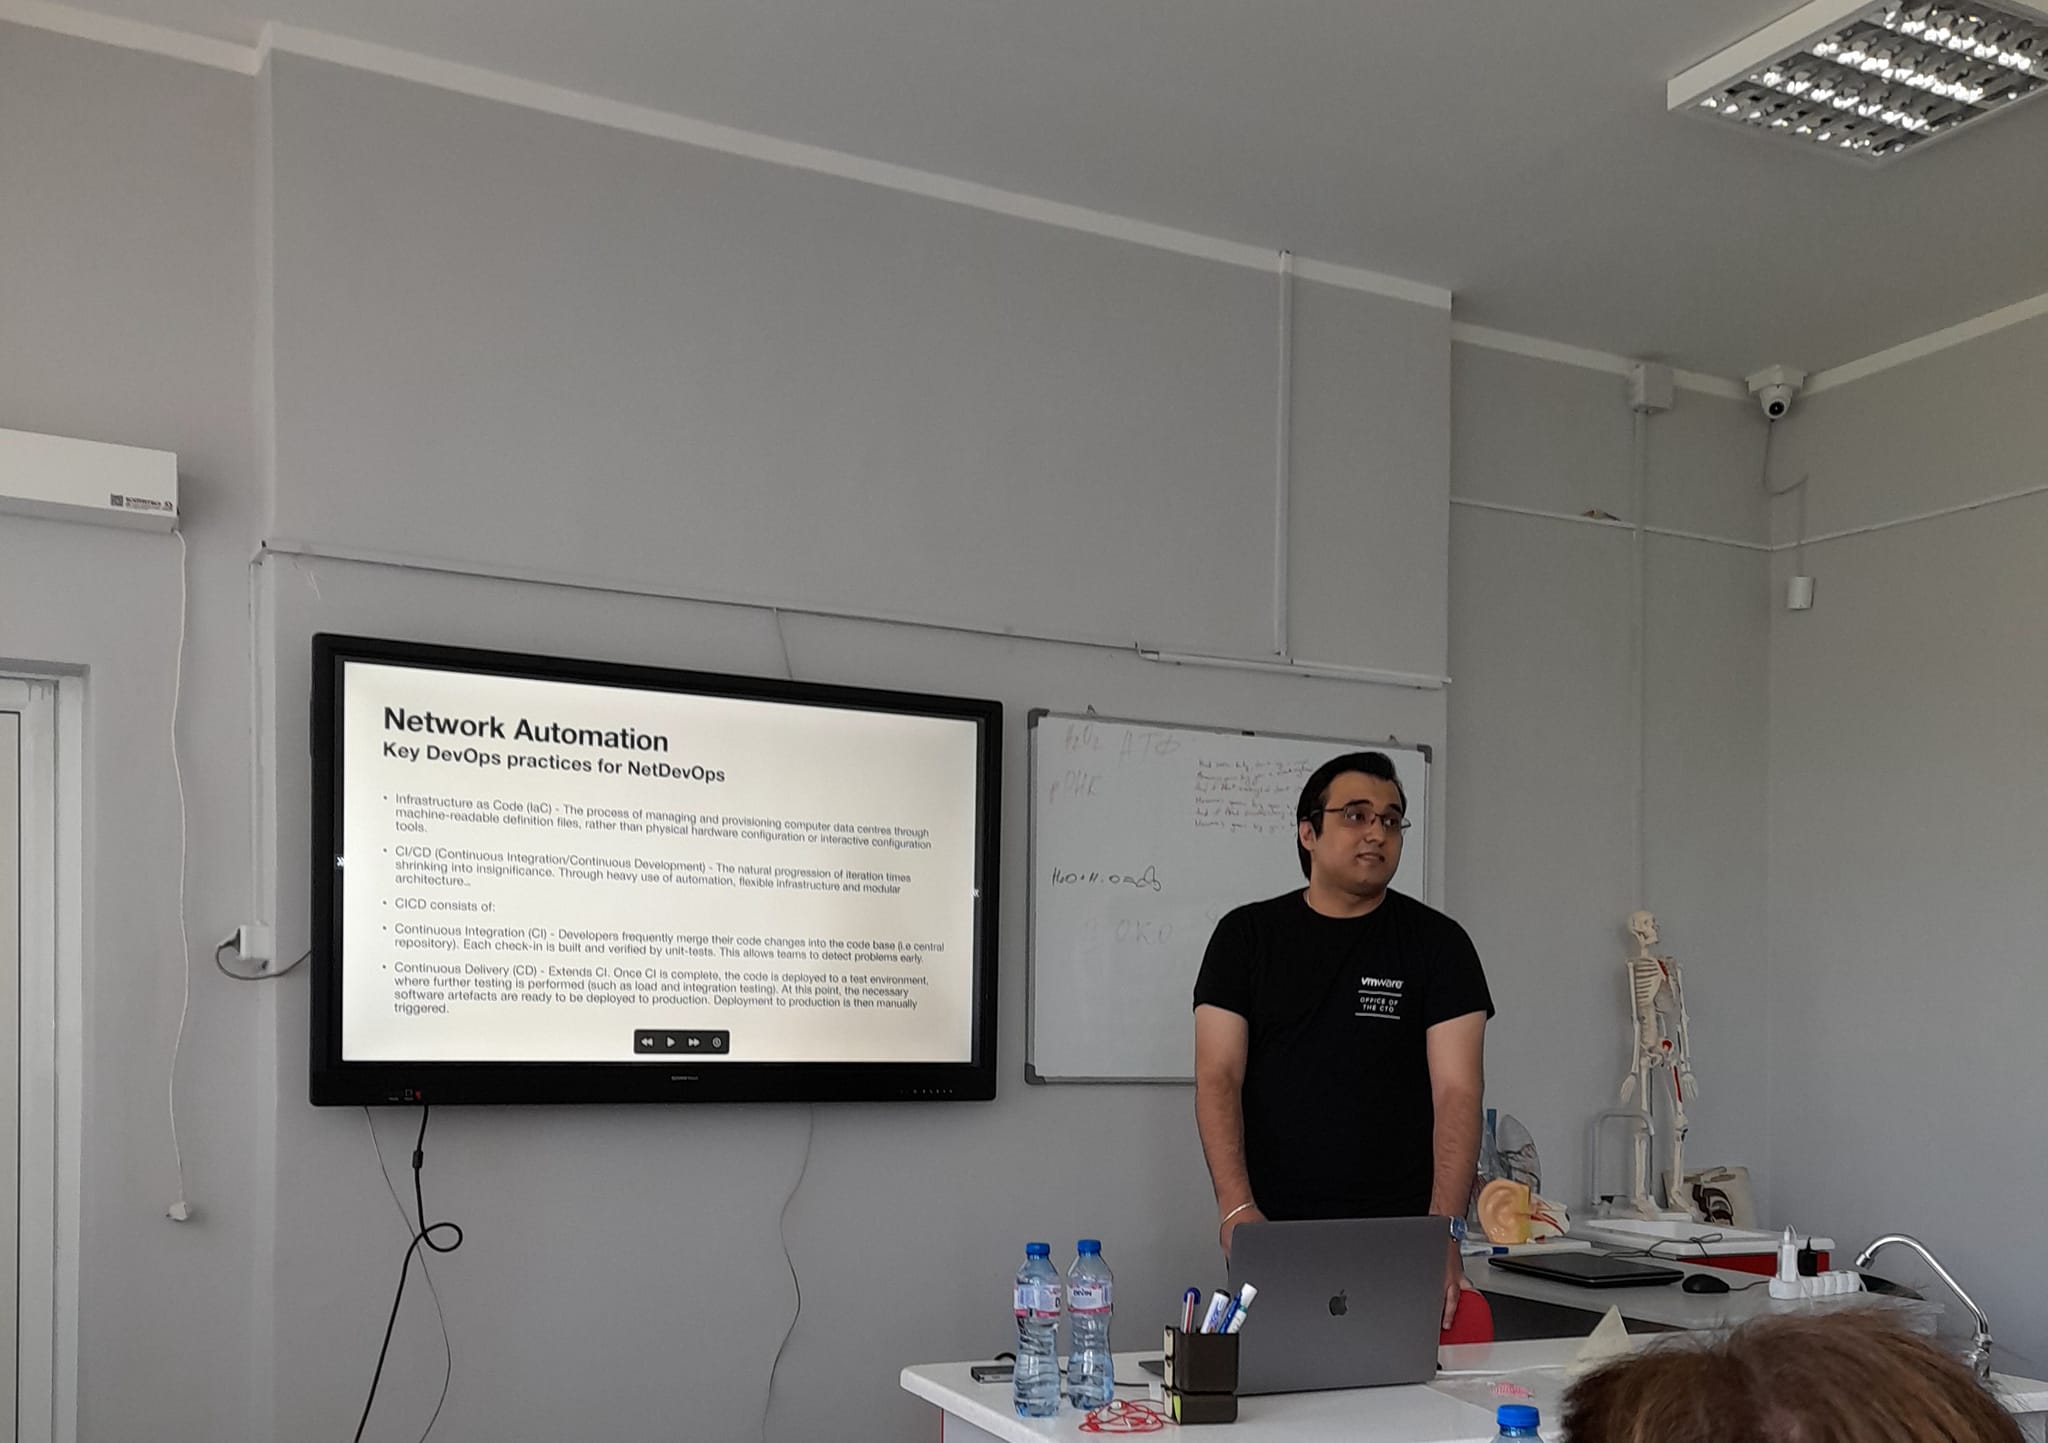 Network Automation
Key DevOps practices for NetDevOps
• Infrastructure as Code (IaC) - The process of managing and provisioning computer data centres through
machine-readable definition files, rather than physical hardware configuration or interactive configuration
tools.
• CI/CD (Continuous Integration/Continuous Development) - The natural progression of iteration times
shrinking into insignificance. Through heavy use of automation, flexible infrastructure and modular
architecture...
• CICD consists of:
• Continuous Integration (CI) - Developers frequently merge their code changes into the code base (i.e central
repository). Each check-in is built and verified by unit-tests. This allows teams to detect problems early.
• Continuous Delivery (CD) - Extends CI. Once CI is complete, the code is deployed to a test environment,
where further testing is performed (such as load and integration testing). At this point, the necessary
software artefacts are ready to be deployed to production. Deployment to production is then manually
triggered.
H2O2 АТФ
рДНК
vmware
OFFICE OF
THE CTO
DEVIN